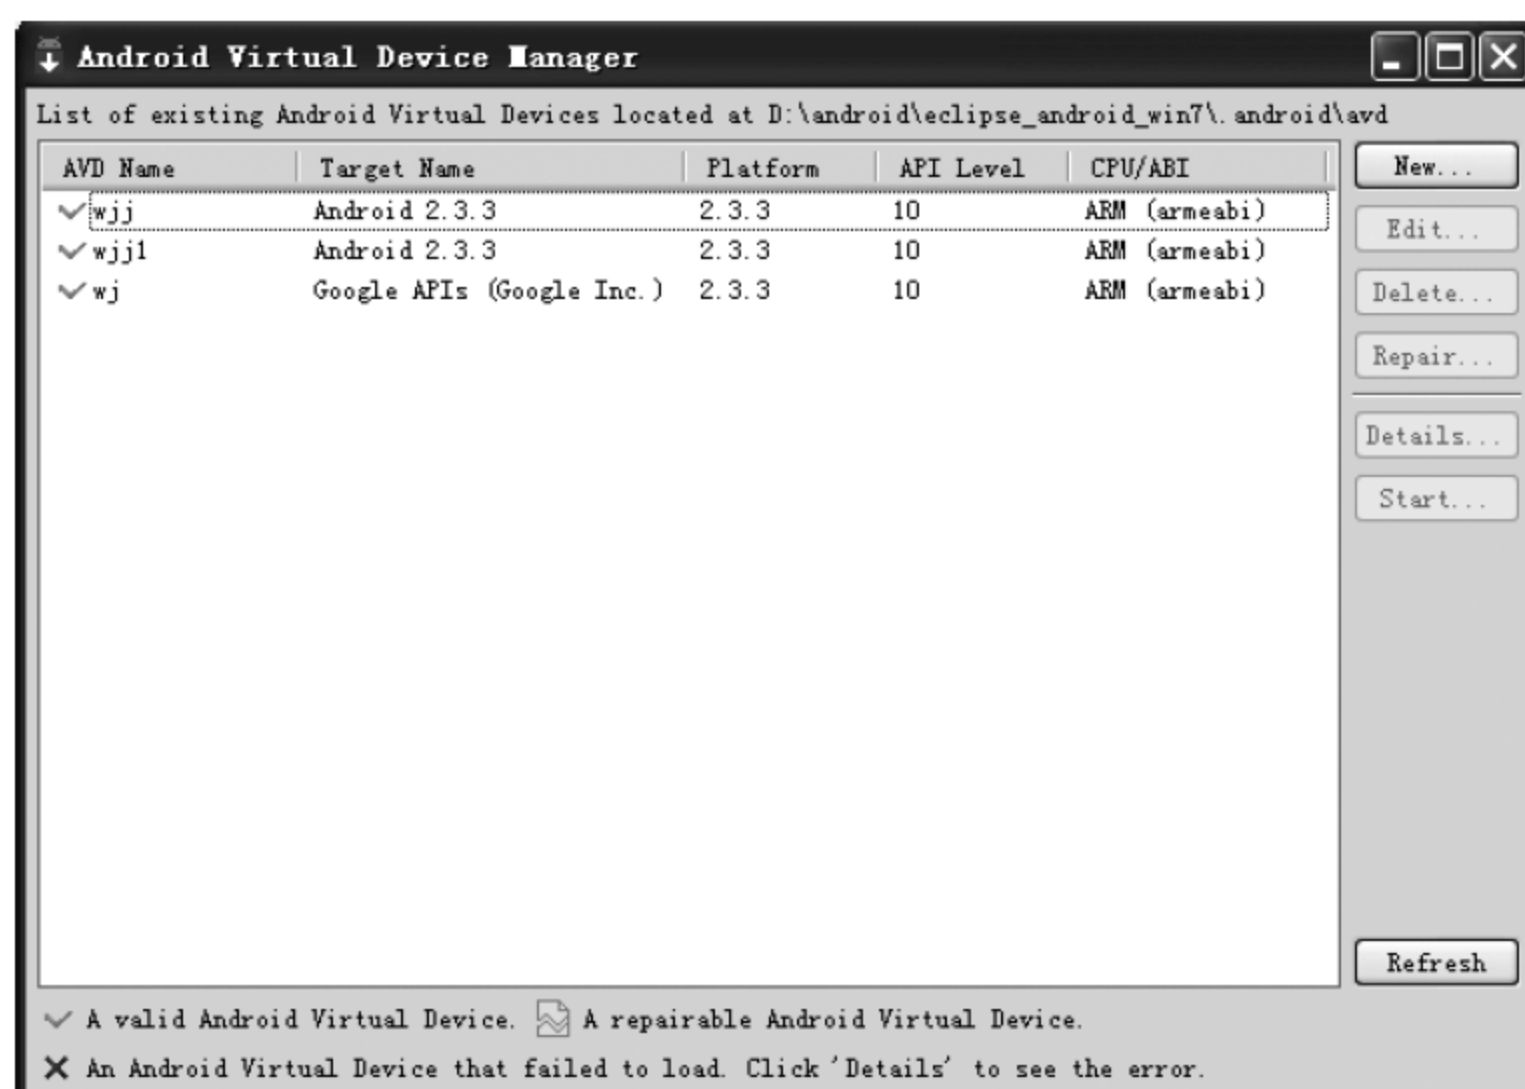 Android Virtual Device Manager
List of existing Android Virtual Devices located at D:\android\eclipse_android_win7\.android\avd
AVD Name Target Name Platform API Level CPU/ABI
wjj Android 2.3.3 2.3.3 10 ARM (armeabi)
wjj1 Android 2.3.3 2.3.3 10 ARM (armeabi)
wj Google APIs (Google Inc.) 2.3.3 10 ARM (armeabi)
New...
Edit...
Delete...
Repair...
Details...
Start...
Refresh
A valid Android Virtual Device. A repairable Android Virtual Device.
An Android Virtual Device that failed to load. Click 'Details' to see the error.